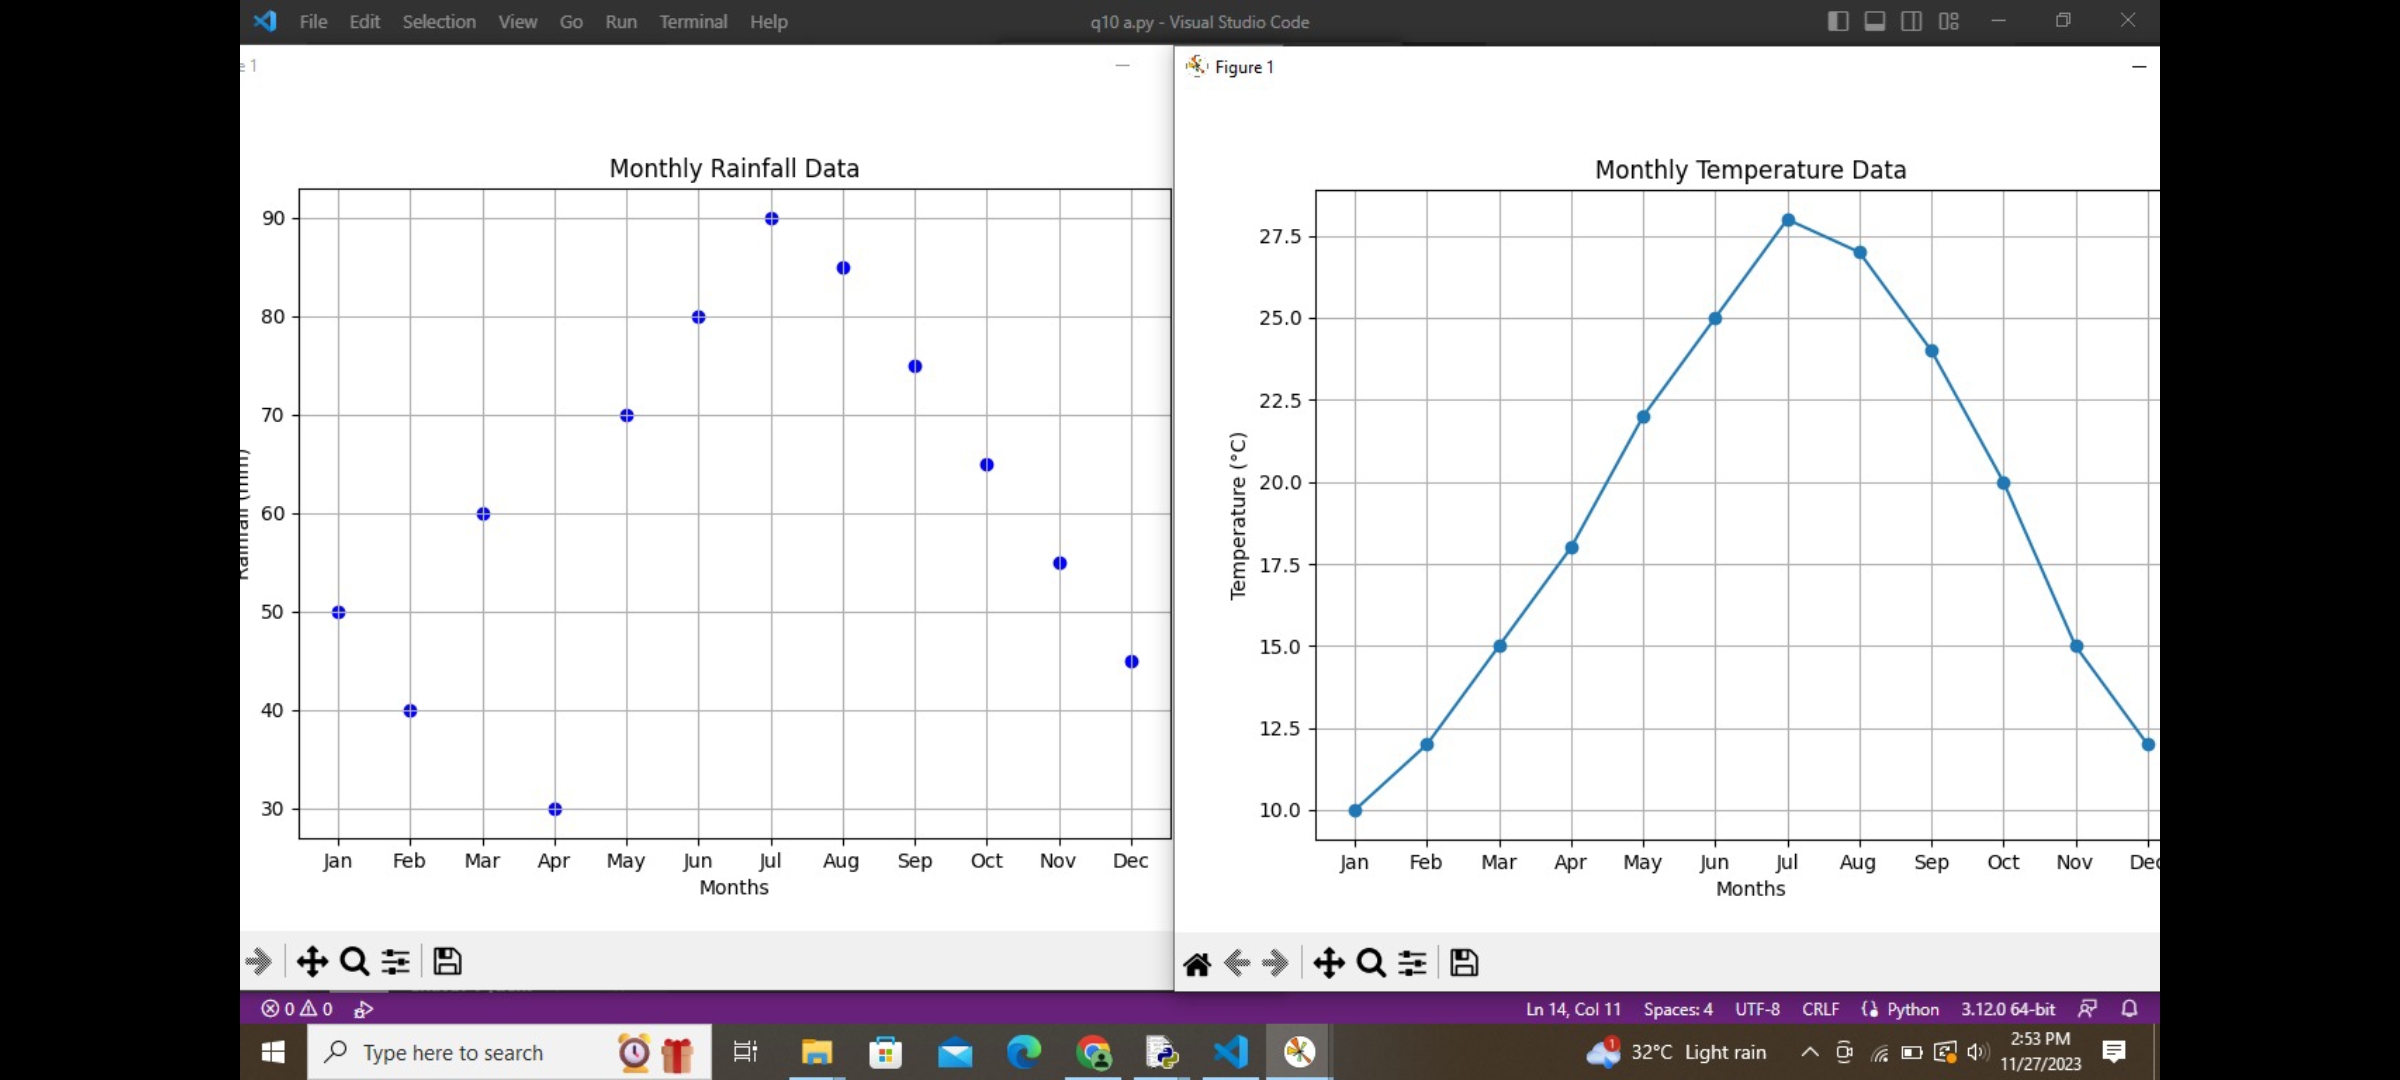 File Edit Selection View Go Run Terminal Help
q10 a.py - Visual Studio Code
e 1
Monthly Rainfall Data
90
80
70
60
50
40
30
Rainfall (mm)
Jan Feb Mar Apr May Jun Jul Aug Sep Oct Nov Dec
Months
Figure 1
Monthly Temperature Data
27.5
25.0
22.5
20.0
17.5
15.0
12.5
10.0
Temperature (°C)
Jan Feb Mar Apr May Jun Jul Aug Sep Oct Nov Dec
Months
0 0
Ln 14, Col 11 Spaces: 4 UTF-8 CRLF Python 3.12.0 64-bit
Type here to search
1
32°C Light rain
2:53 PM
11/27/2023